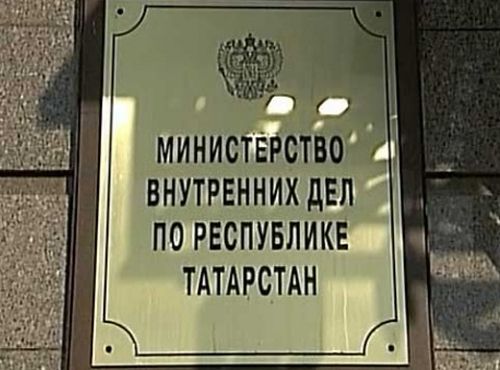 МИНИСТЕРСТВО
ВНУТРЕННИХ ДЕЛ
ПО РЕСПУБЛИКЕ
ТАТАРСТАН